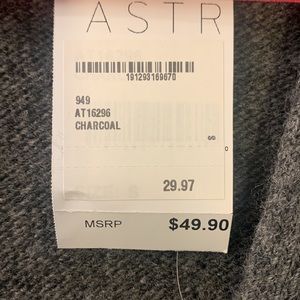 ASTR
191293169670
949
AT16296
CHARCOAL
29.97
MSRP $49.90